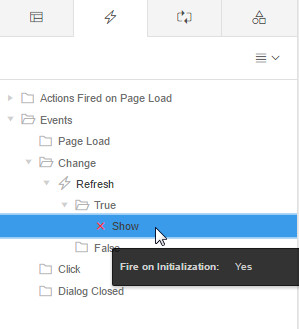 Actions Fired on Page Load
Events
Page Load
Change
Refresh
True
Show
False
Fire on Initialization: Yes
Click
Dialog Closed